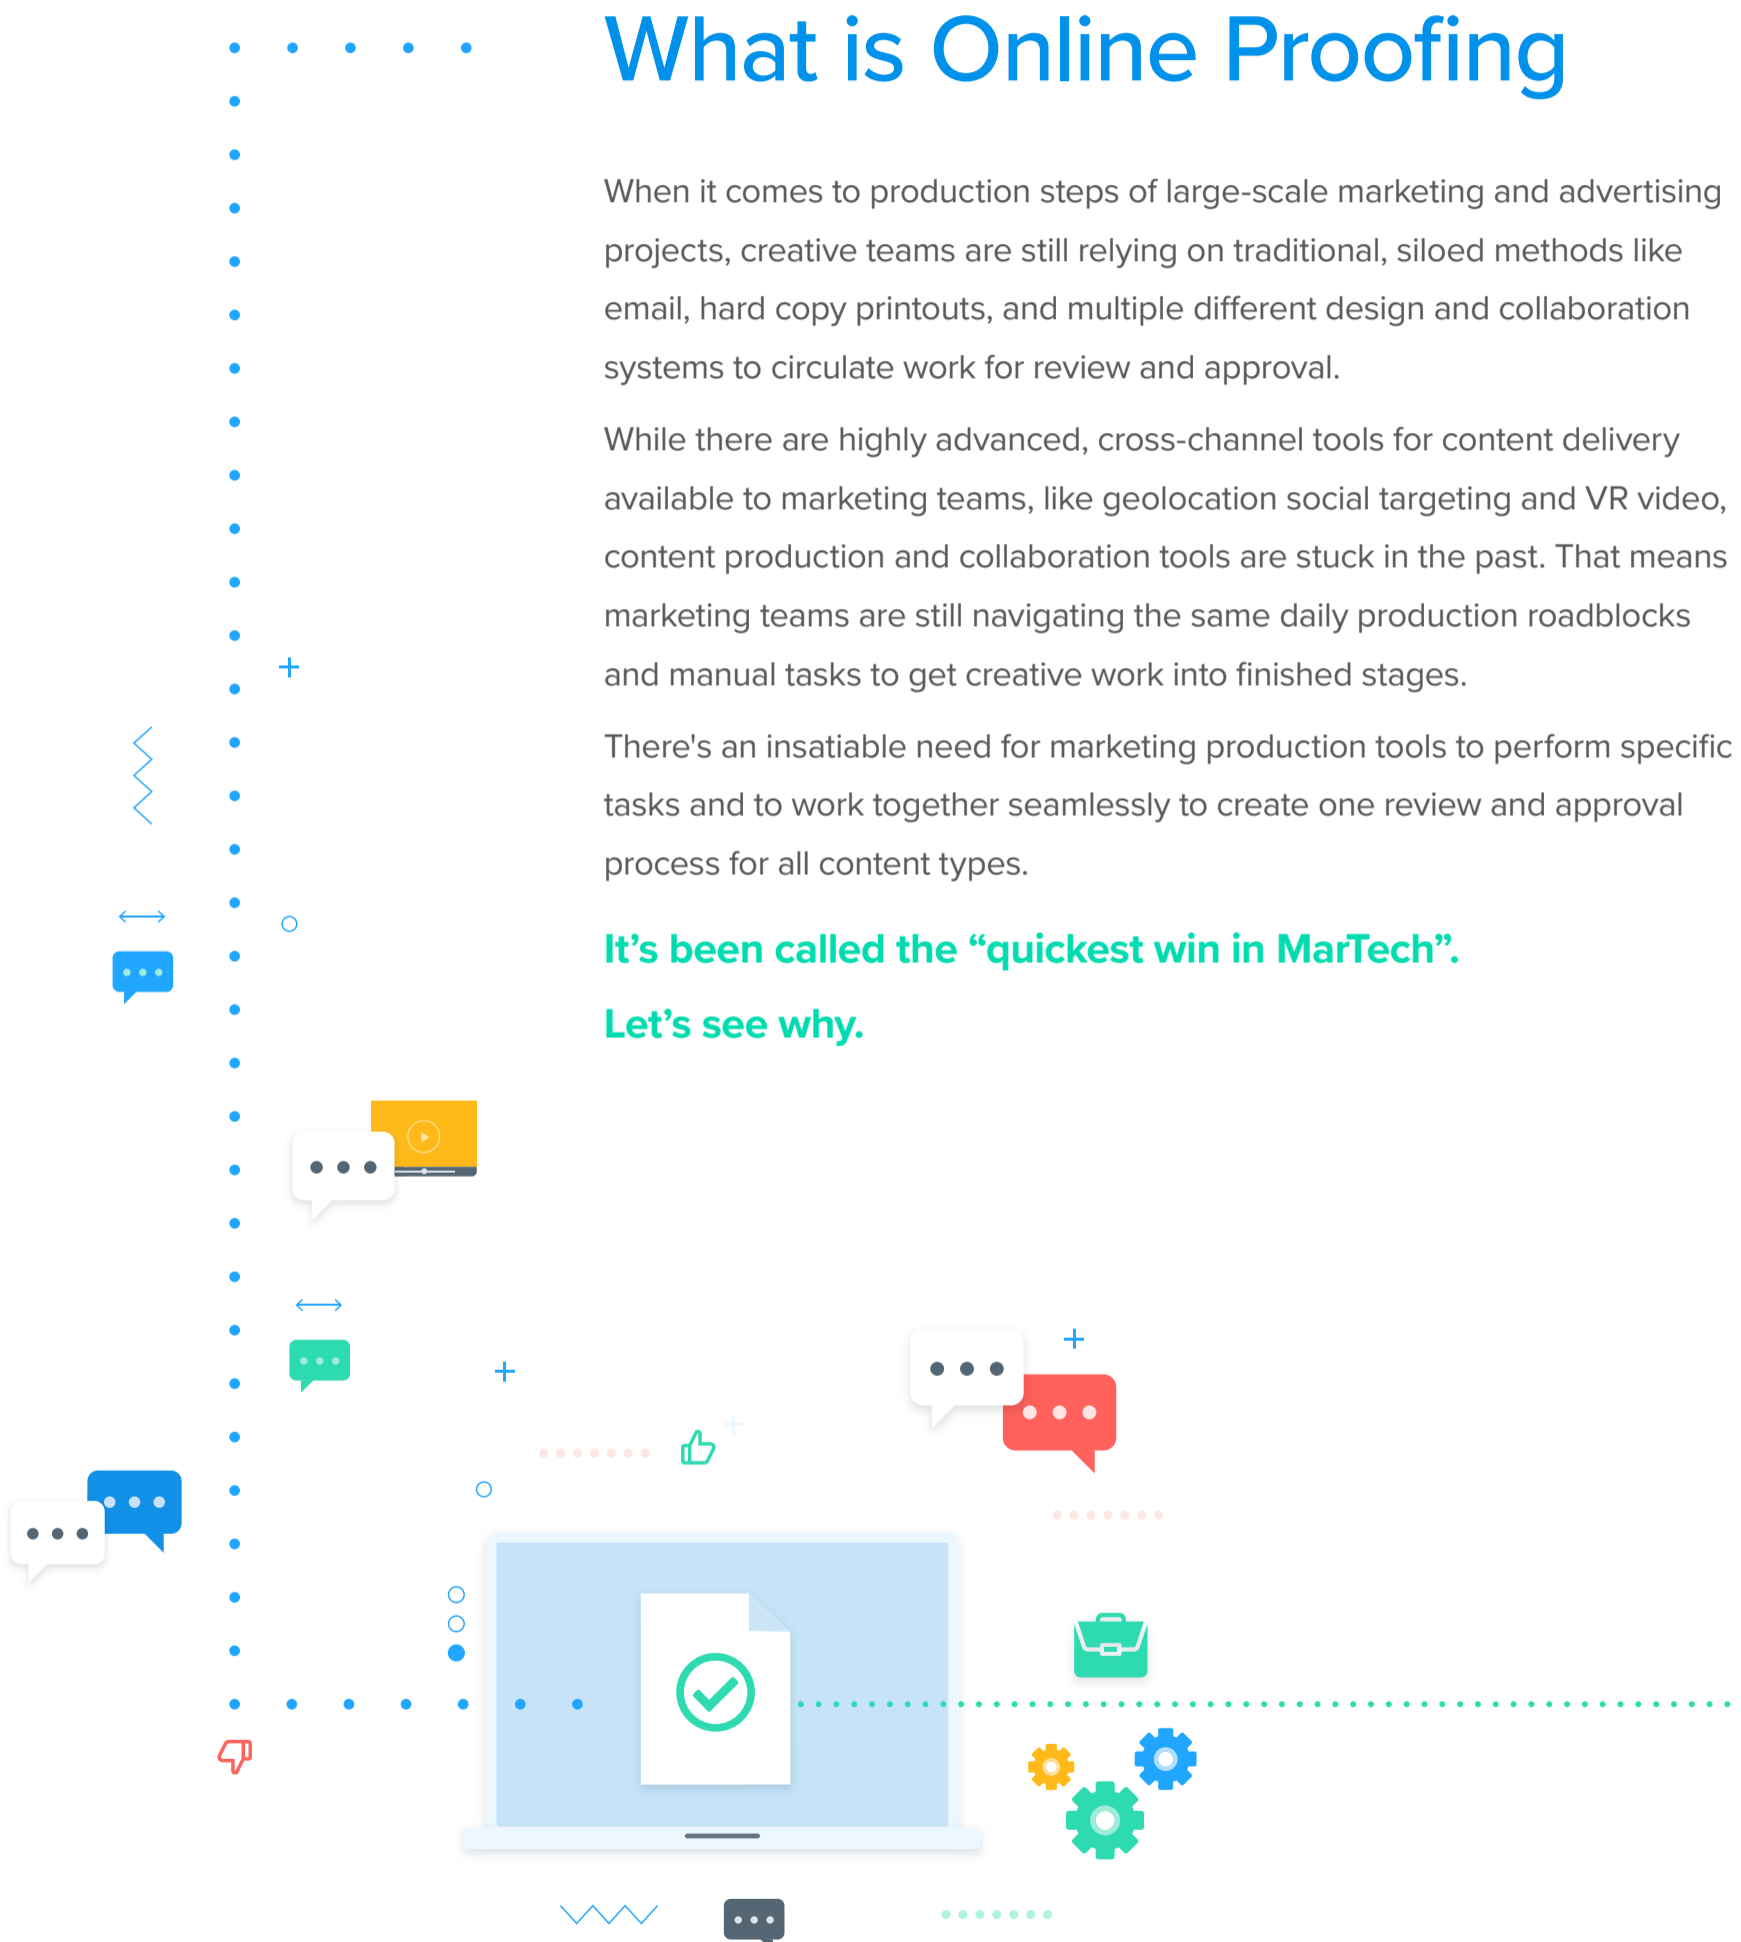 What is Online Proofing
When it comes to production steps of large-scale marketing and advertising
projects, creative teams are still relying on traditional, siloed methods like
email, hard copy printouts, and multiple different design and collaboration
systems to circulate work for review and approval.
While there are highly advanced, cross-channel tools for content delivery
available to marketing teams, like geolocation social targeting and VR video,
content production and collaboration tools are stuck in the past. That means
marketing teams are still navigating the same daily production roadblocks
and manual tasks to get creative work into finished stages.
There's an insatiable need for marketing production tools to perform specific
tasks and to work together seamlessly to create one review and approval
process for all content types.
It’s been called the “quickest win in MarTech”.
Let’s see why.